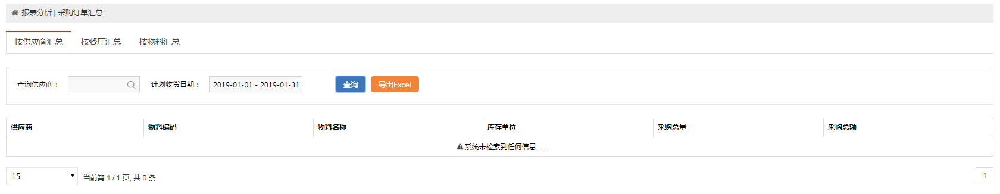 报表分析 | 采购订单汇总
按供应商汇总 按餐厅汇总 按物料汇总
查询供应商： 计划收货日期： 2019-01-01 - 2019-01-31 查询 导出Excel
供应商 物料编码 物料名称 库存单位 采购总量 采购总额
系统未检索到任何信息....
15 当前第 1 / 1 页, 共 0 条 1